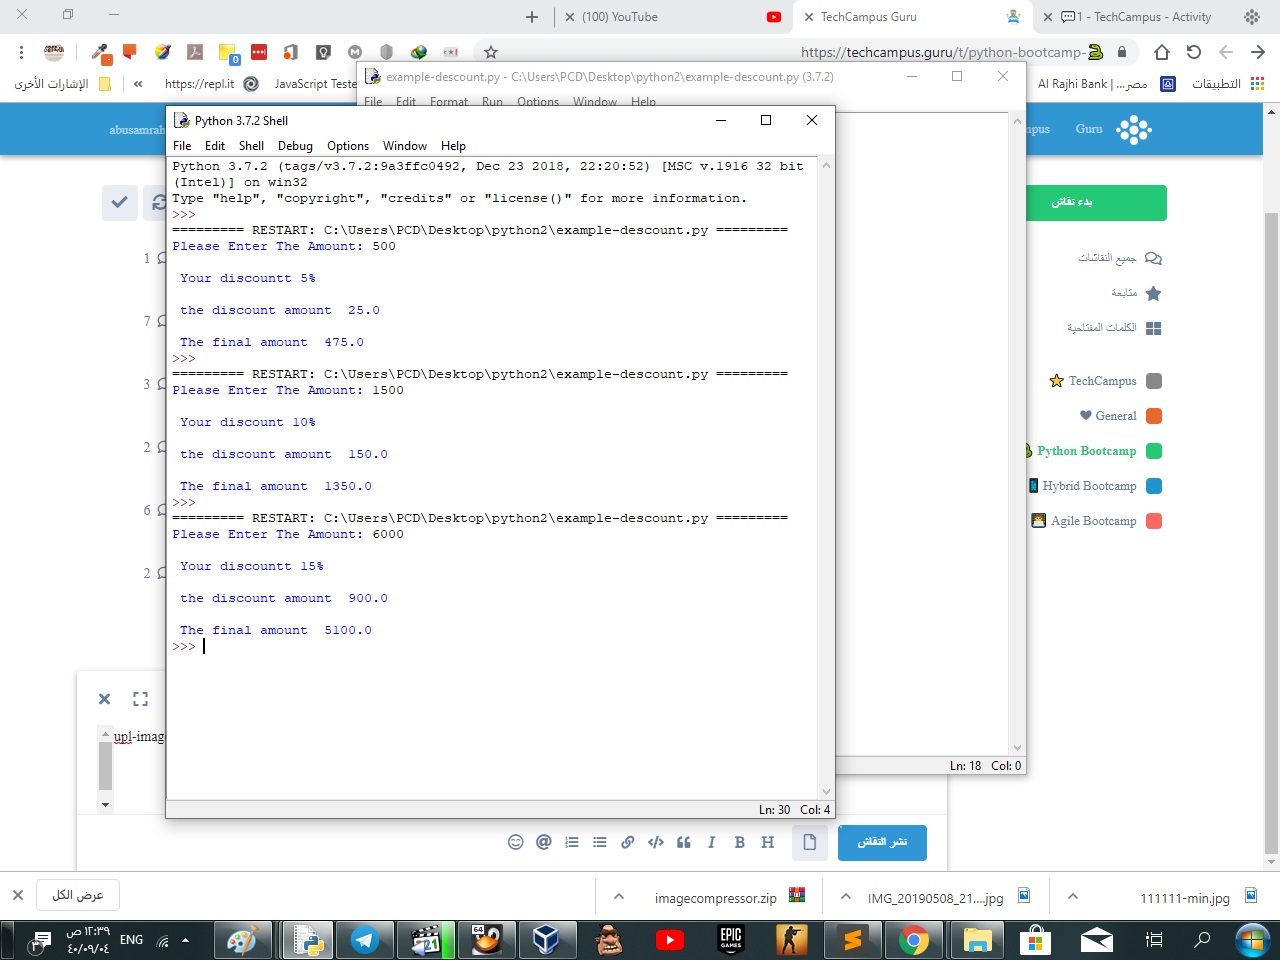 (100) YouTube
TechCampus Guru
1 - TechCampus - Activity
https://techcampus.guru/t/python-bootcamp-
الإشارات الأخرى
«
https://repl.it
JavaScript Teste
Al Rajhi Bank | ...مصر
التطبيقات
example-descount.py - C:\Users\PCD\Desktop\python2\example-descount.py (3.7.2)
File Edit Format Run Options Window Help
abusamrah
mpus
Guru
Python 3.7.2 Shell
File Edit Shell Debug Options Window Help
Python 3.7.2 (tags/v3.7.2:9a3ffc0492, Dec 23 2018, 22:20:52) [MSC v.1916 32 bit
(Intel)] on win32
Type "help", "copyright", "credits" or "license()" for more information.
>>>
========= RESTART: C:\Users\PCD\Desktop\python2\example-descount.py =========
Please Enter The Amount: 500
Your discountt 5%
the discount amount  25.0
The final amount  475.0
>>>
========= RESTART: C:\Users\PCD\Desktop\python2\example-descount.py =========
Please Enter The Amount: 1500
Your discount 10%
the discount amount  150.0
The final amount  1350.0
>>>
========= RESTART: C:\Users\PCD\Desktop\python2\example-descount.py =========
Please Enter The Amount: 6000
Your discountt 15%
the discount amount  900.0
The final amount  5100.0
>>>
Ln: 30 Col: 4
Ln: 18 Col: 0
1
7
3
2
6
2
بدء نقاش
جميع النقاشات
متابعة
الكلمات المفتاحية
TechCampus
General
Python Bootcamp
Hybrid Bootcamp
Agile Bootcamp
upl-imag
I B H
نشر النقاش
عرض الكل
imagecompressor.zip
IMG_20190508_21....jpg
111111-min.jpg
١٢:٣٩ ص
٤٠/٠٩/٠٤
ENG
21
64
EPIC
GAMES